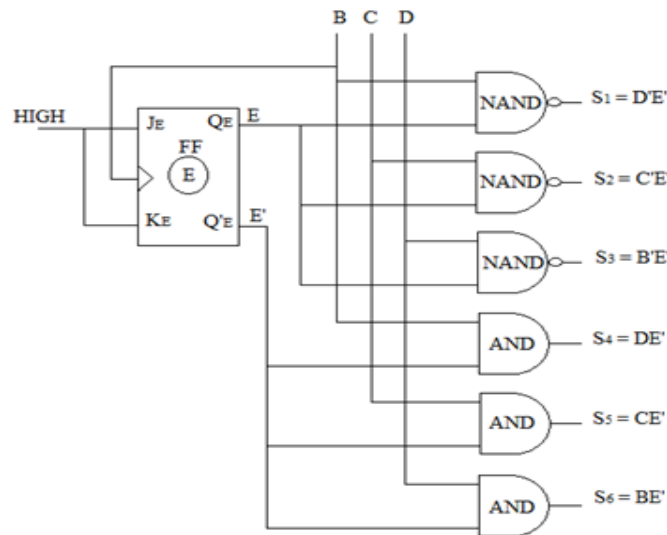 B C D
HIGH
JE QE E
FF
E
KE Q'E E'
NAND S1 = D'E'
NAND S2 = C'E'
NAND S3 = B'E'
AND S4 = DE'
AND S5 = CE'
AND S6 = BE'